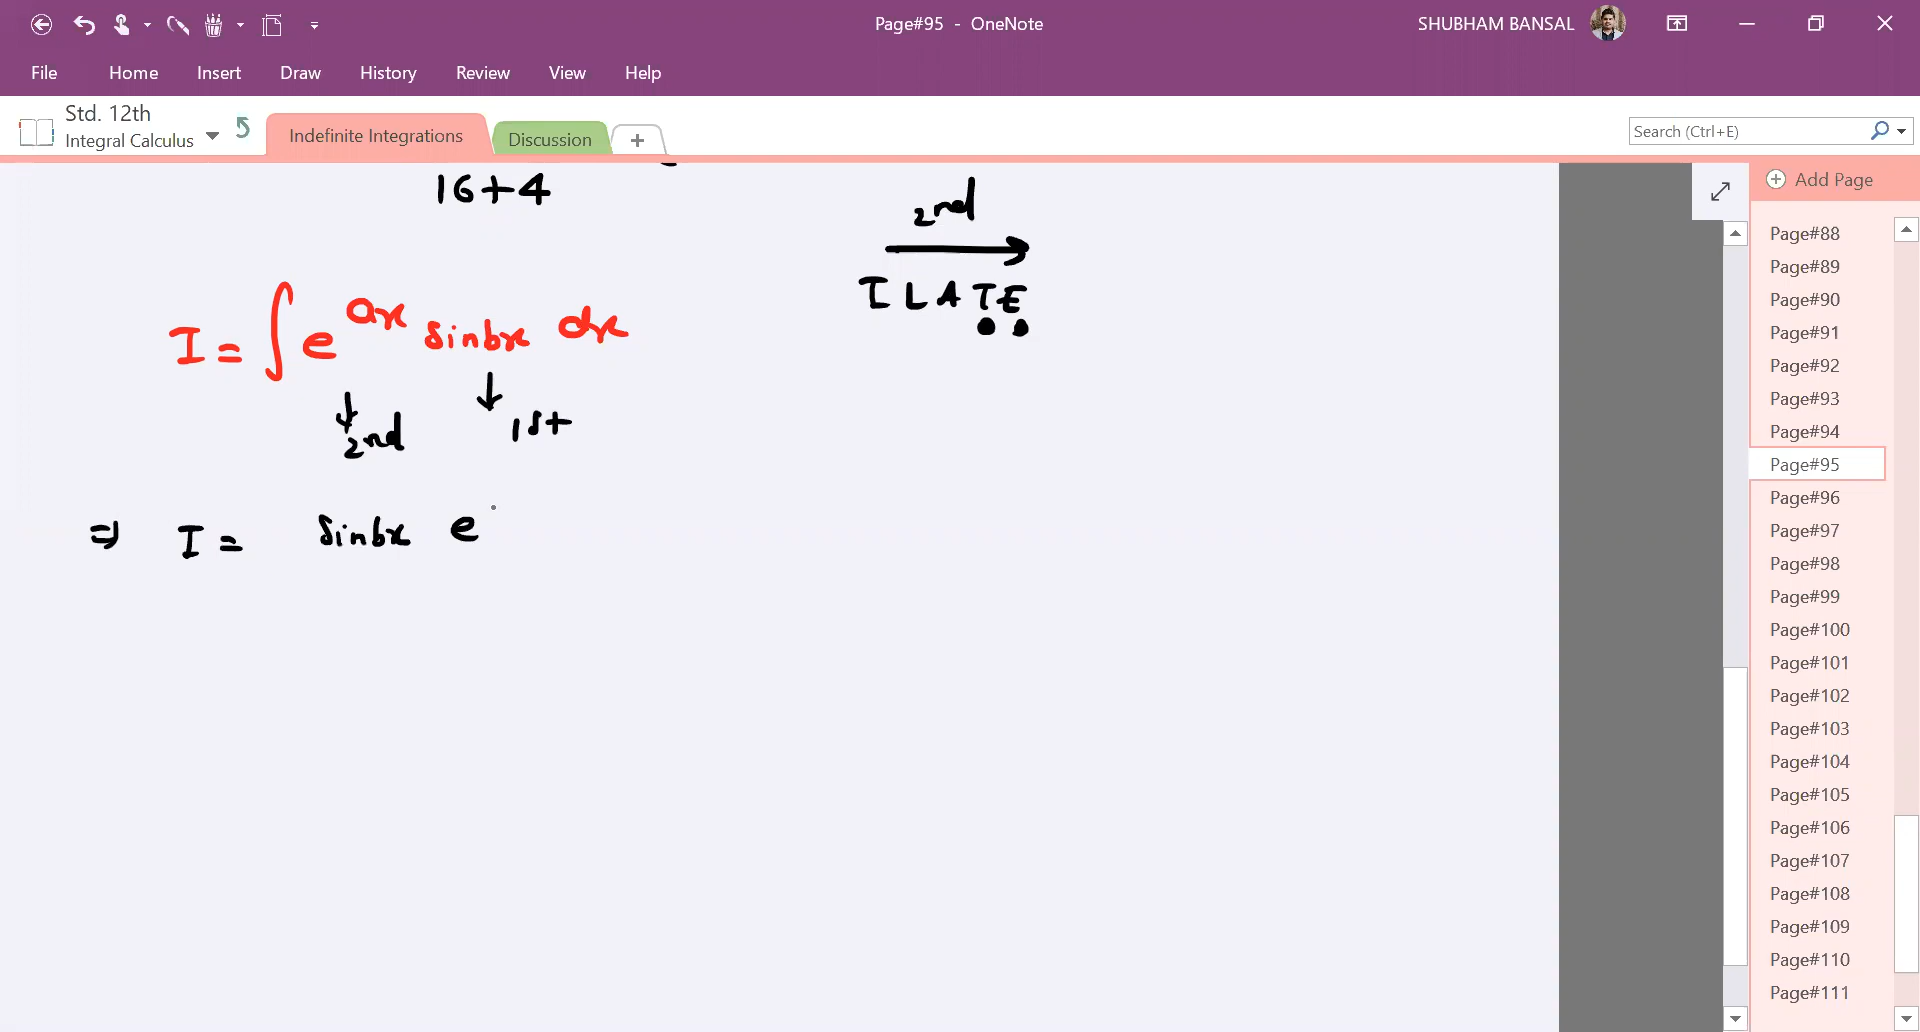 Page#95 - OneNote
SHUBHAM BANSAL
File Home Insert Draw History Review View Help
Std. 12th
Integral Calculus
Indefinite Integrations
Discussion
+
Search (Ctrl+E)
Add Page
16+4
2nd
I L A T E
I = ∫ e^ax sinbx dx
2nd
1st
⇒ I = sinbx e
Page#88
Page#89
Page#90
Page#91
Page#92
Page#93
Page#94
Page#95
Page#96
Page#97
Page#98
Page#99
Page#100
Page#101
Page#102
Page#103
Page#104
Page#105
Page#106
Page#107
Page#108
Page#109
Page#110
Page#111